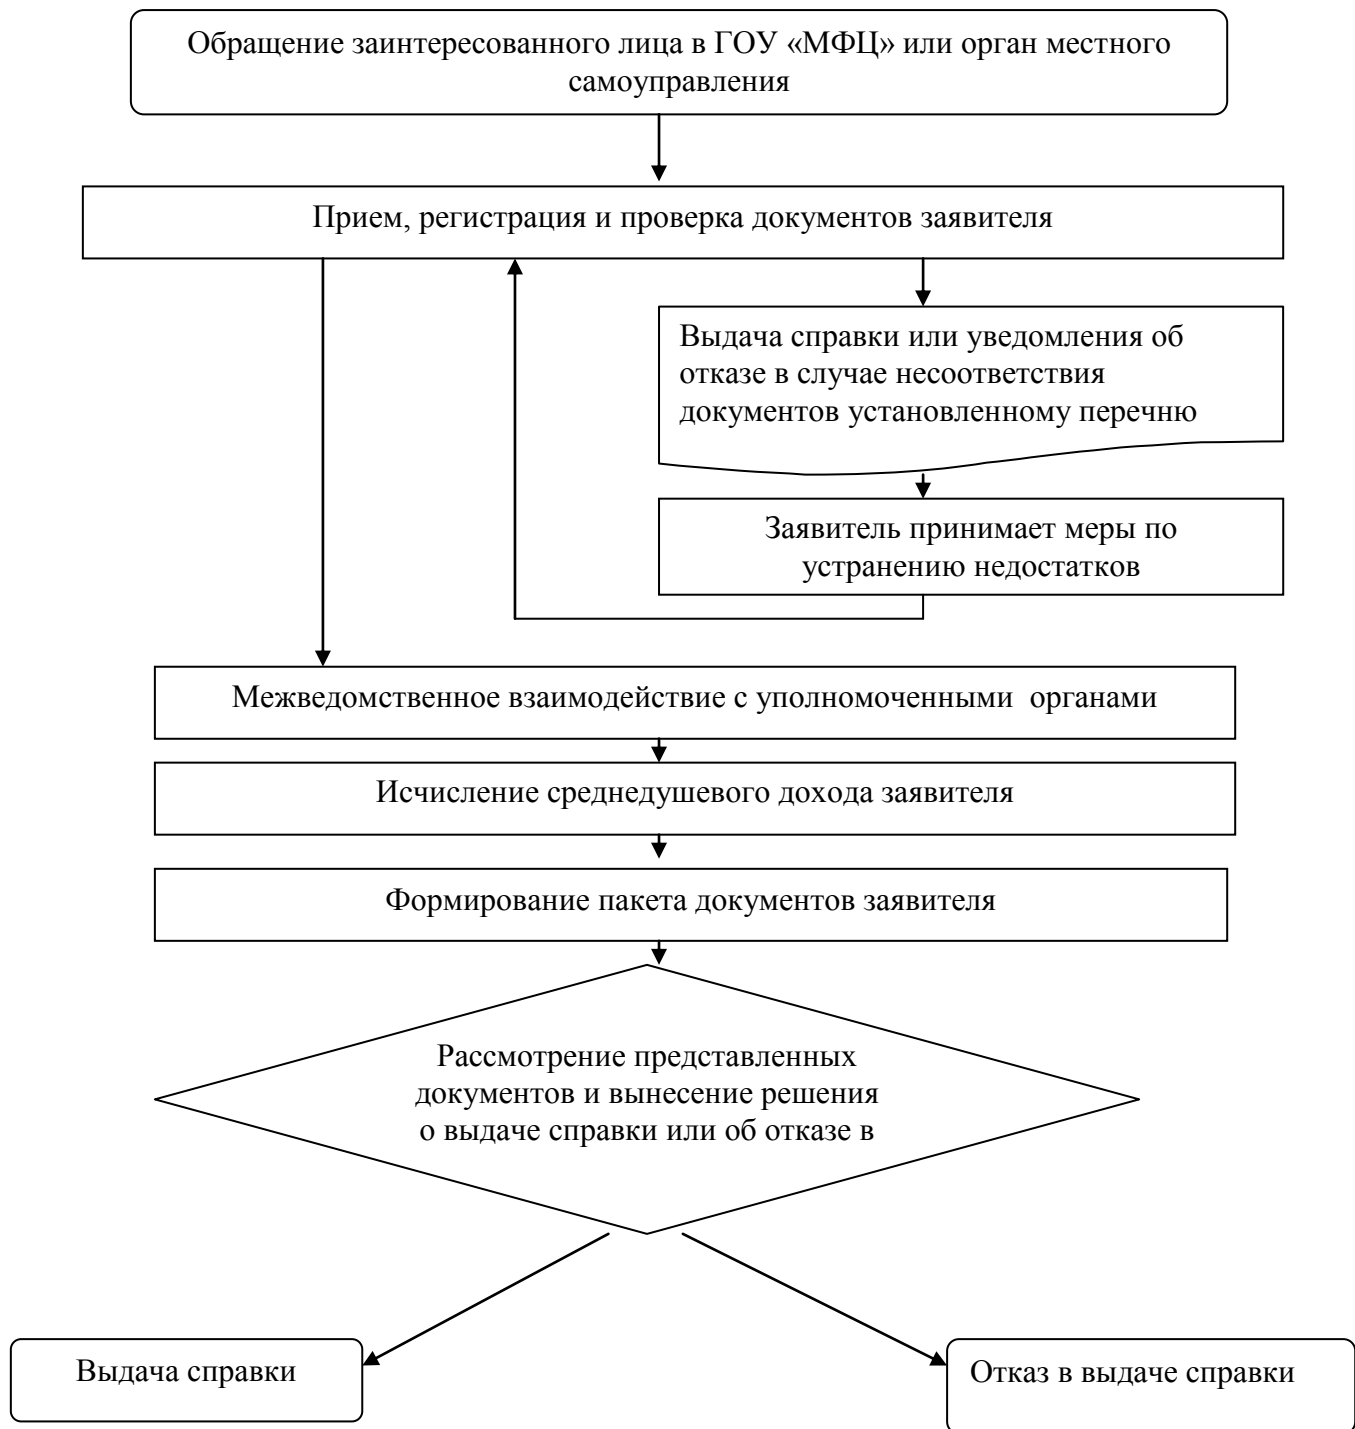 Обращение заинтересованного лица в ГОУ «МФЦ» или орган местного
самоуправления
Прием, регистрация и проверка документов заявителя
Выдача справки или уведомления об
отказе в случае несоответствия
документов установленному перечню
Заявитель принимает меры по
устранению недостатков
Межведомственное взаимодействие с уполномоченными  органами
Исчисление среднедушевого дохода заявителя
Формирование пакета документов заявителя
Рассмотрение представленных
документов и вынесение решения
о выдаче справки или об отказе в
Выдача справки
Отказ в выдаче справки